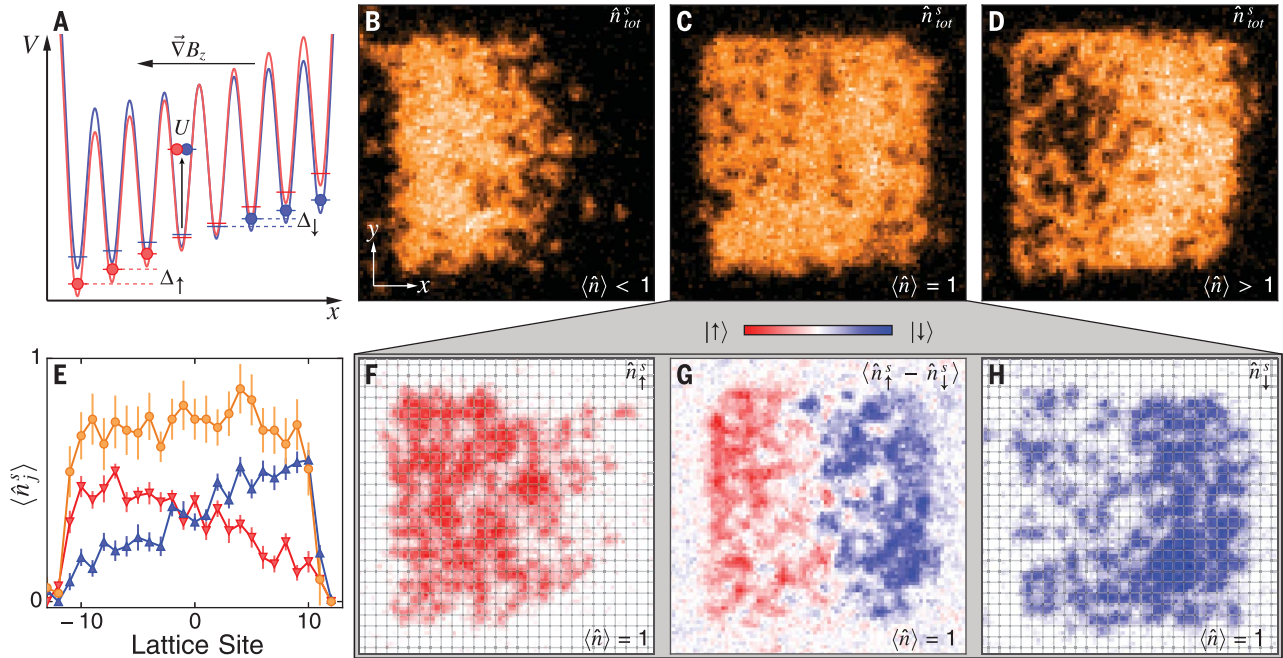 A
V
∇⃗B_z
U
Δ↓
Δ↑
x
B
n̂ˢ_tot
y
x
⟨n̂⟩ < 1
C
n̂ˢ_tot
⟨n̂⟩ = 1
D
n̂ˢ_tot
⟨n̂⟩ > 1
|↑⟩
|↓⟩
E
1
0
⟨n̂ˢ_j⟩
−10
0
10
Lattice Site
F
n̂ˢ_↑
⟨n̂⟩ = 1
G
⟨n̂ˢ_↑ − n̂ˢ_↓⟩
⟨n̂⟩ = 1
H
n̂ˢ_↓
⟨n̂⟩ = 1